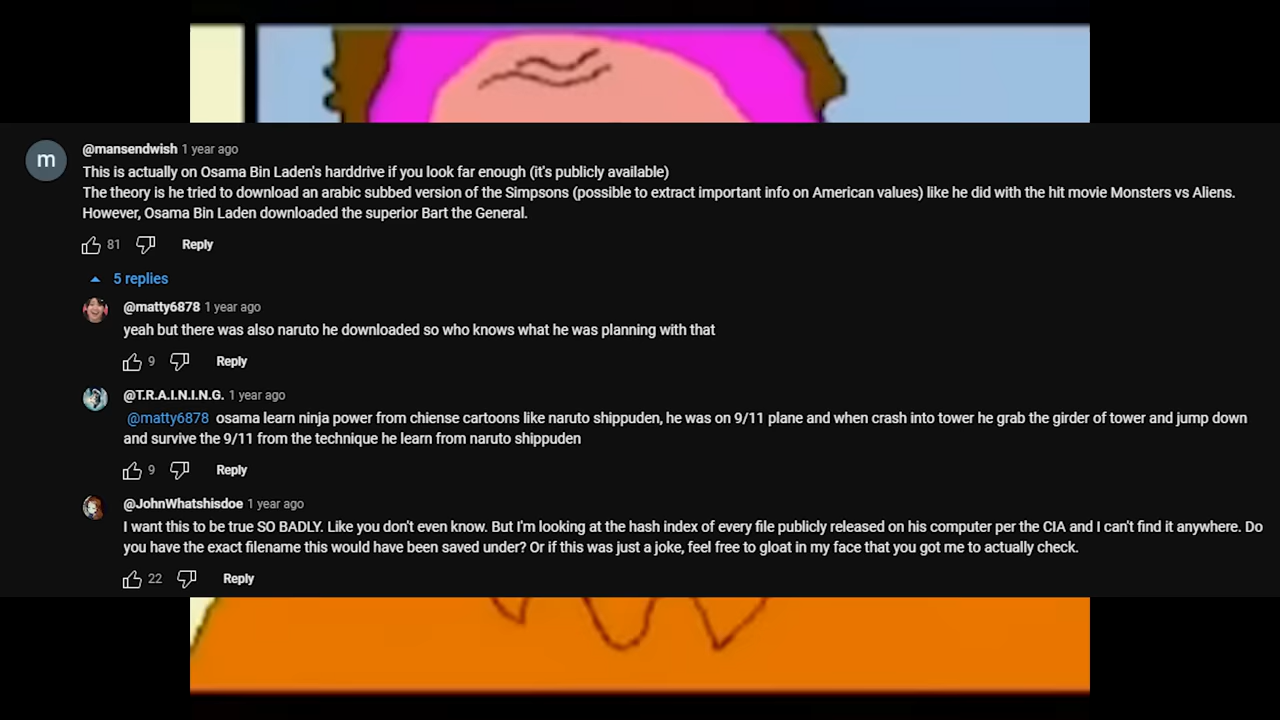 m
@mansendwish 1 year ago
This is actually on Osama Bin Laden's harddrive if you look far enough (it's publicly available)
The theory is he tried to download an arabic subbed version of the Simpsons (possible to extract important info on American values) like he did with the hit movie Monsters vs Aliens.
However, Osama Bin Laden downloaded the superior Bart the General.
81 Reply
5 replies
@matty6878 1 year ago
yeah but there was also naruto he downloaded so who knows what he was planning with that
9 Reply
@T.R.A.I.N.I.N.G. 1 year ago
@matty6878 osama learn ninja power from chiense cartoons like naruto shippuden, he was on 9/11 plane and when crash into tower he grab the girder of tower and jump down
and survive the 9/11 from the technique he learn from naruto shippuden
9 Reply
@JohnWhatshisdoe 1 year ago
I want this to be true SO BADLY. Like you don't even know. But I'm looking at the hash index of every file publicly released on his computer per the CIA and I can't find it anywhere. Do
you have the exact filename this would have been saved under? Or if this was just a joke, feel free to gloat in my face that you got me to actually check.
22 Reply